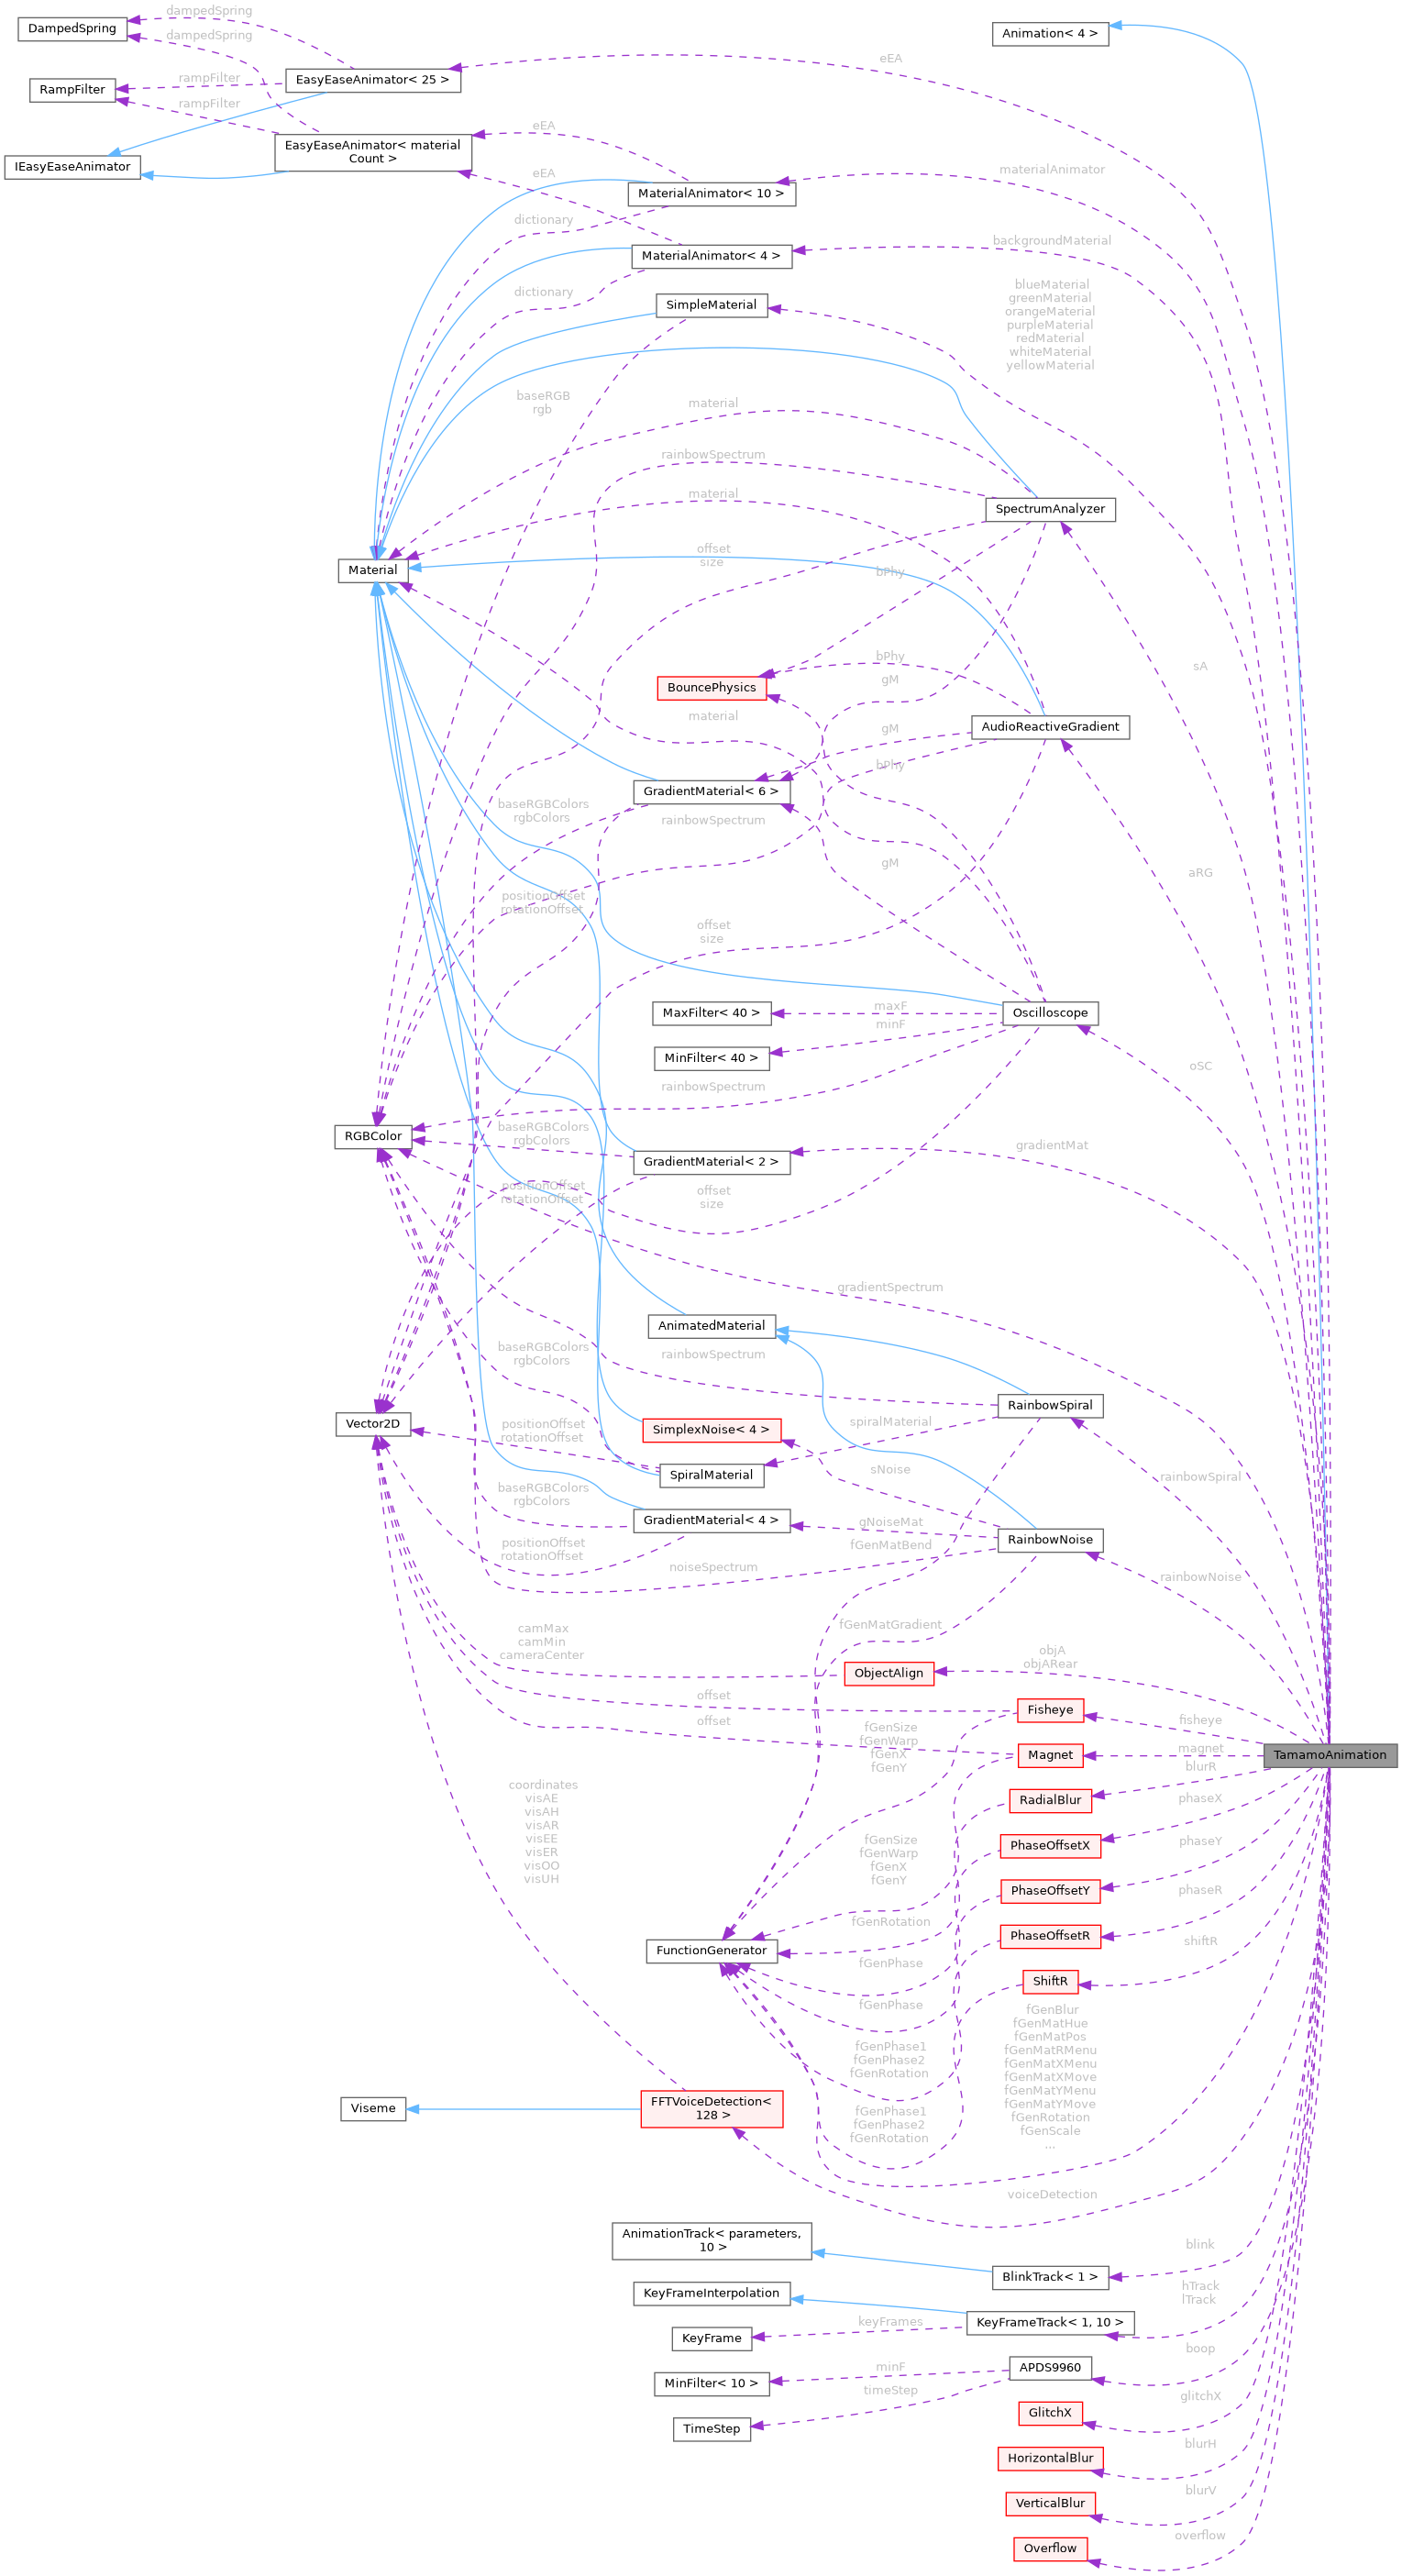 dampedSpring
DampedSpring
Animation< 4 >
dampedSpring
eEA
EasyEaseAnimator< 25 >
rampFilter
RampFilter
rampFilter
eEA
EasyEaseAnimator< material
Count >
IEasyEaseAnimator
materialAnimator
eEA
MaterialAnimator< 10 >
dictionary
backgroundMaterial
MaterialAnimator< 4 >
dictionary
blueMaterial
greenMaterial
orangeMaterial
purpleMaterial
redMaterial
whiteMaterial
yellowMaterial
SimpleMaterial
baseRGB
rgb
material
rainbowSpectrum
material
SpectrumAnalyzer
offset
size
Material
bPhy
bPhy
sA
gM
BouncePhysics
material
gM
AudioReactiveGradient
bPhy
GradientMaterial< 6 >
baseRGBColors
rgbColors
rainbowSpectrum
gM
aRG
positionOffset
rotationOffset
offset
size
maxF
MaxFilter< 40 >
Oscilloscope
minF
MinFilter< 40 >
oSC
rainbowSpectrum
RGBColor
baseRGBColors
rgbColors
gradientMat
GradientMaterial< 2 >
positionOffset
rotationOffset
offset
size
gradientSpectrum
AnimatedMaterial
baseRGBColors
rgbColors
rainbowSpectrum
RainbowSpiral
Vector2D
positionOffset
rotationOffset
SimplexNoise< 4 >
spiralMaterial
sNoise
SpiralMaterial
rainbowSpiral
baseRGBColors
rgbColors
GradientMaterial< 4 >
gNoiseMat
RainbowNoise
fGenMatBend
positionOffset
rotationOffset
noiseSpectrum
rainbowNoise
fGenMatGradient
camMax
camMin
cameraCenter
objA
objARear
ObjectAlign
offset
Fisheye
fisheye
offset
fGenSize
fGenWarp
fGenX
fGenY
Magnet
magnet
TamamoAnimation
blurR
coordinates
visAE
visAH
visAR
visEE
visER
visOO
visUH
RadialBlur
phaseX
fGenSize
fGenWarp
fGenX
fGenY
PhaseOffsetX
phaseY
PhaseOffsetY
phaseR
fGenRotation
PhaseOffsetR
shiftR
FunctionGenerator
fGenPhase
ShiftR
fGenPhase
fGenBlur
fGenMatHue
fGenMatPos
fGenMatRMenu
fGenMatXMenu
fGenMatXMove
fGenMatYMenu
fGenMatYMove
fGenRotation
fGenScale
...
fGenPhase1
fGenPhase2
fGenRotation
Viseme
FFTVoiceDetection<
128 >
fGenPhase1
fGenPhase2
fGenRotation
voiceDetection
AnimationTrack< parameters,
10 >
blink
BlinkTrack< 1 >
KeyFrameInterpolation
hTrack
lTrack
keyFrames
KeyFrameTrack< 1, 10 >
KeyFrame
boop
minF
APDS9960
MinFilter< 10 >
timeStep
glitchX
TimeStep
GlitchX
blurH
HorizontalBlur
blurV
VerticalBlur
overflow
Overflow